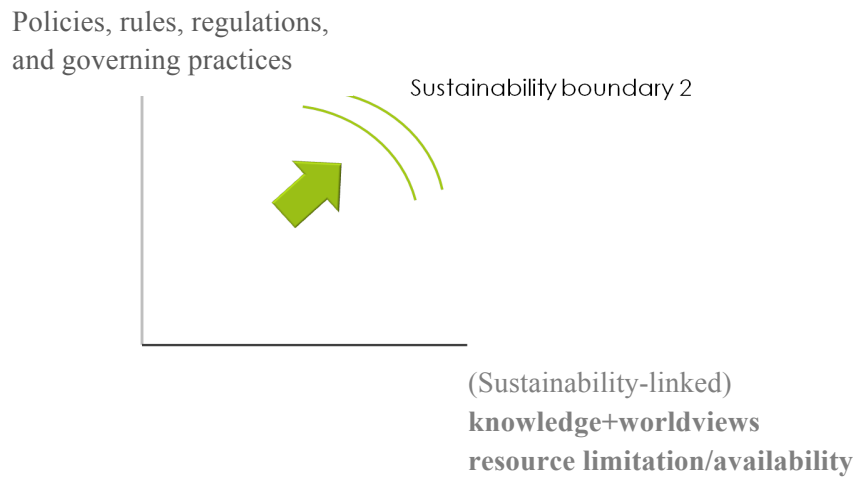 Policies, rules, regulations,
and governing practices
Sustainability boundary 2
(Sustainability-linked)
knowledge+worldviews
resource limitation/availability